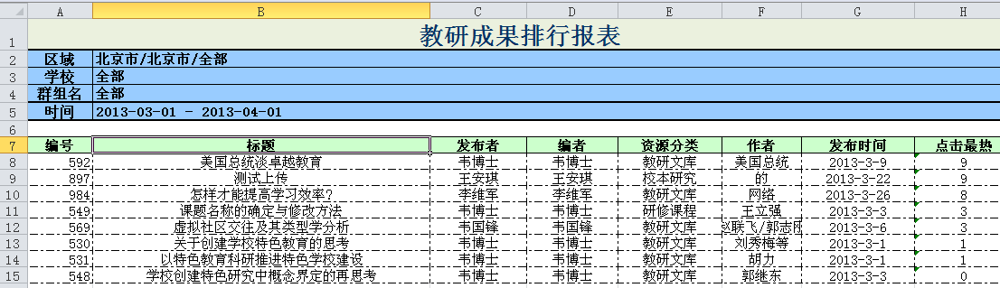 A B C D E F G H
1 教研成果排行报表
2 区域 北京市/北京市/全部
3 学校 全部
4 群组名 全部
5 时间 2013-03-01 - 2013-04-01
6
7 编号 标题 发布者 编者 资源分类 作者 发布时间 点击最热
8 592 美国总统谈卓越教育 韦博士 韦博士 教研文库 美国总统 2013-3-9 9
9 897 测试上传 王安琪 王安琪 校本研究 的 2013-3-22 9
10 984 怎样才能提高学习效率? 李维军 李维军 教研文库 网络 2013-3-26 8
11 549 课题名称的确定与修改方法 韦博士 韦博士 研修课程 王立强 2013-3-3 3
12 569 虚拟社区交往及其类型学分析 韦国锋 韦国锋 教研文库 赵联飞/郭志刚 2013-3-6 3
13 530 关于创建学校特色教育的思考 韦博士 韦博士 教研文库 刘秀梅等 2013-3-1 1
14 531 以特色教育科研推进特色学校建设 韦博士 韦博士 教研文库 胡力 2013-3-1 1
15 548 学校创建特色研究中概念界定的再思考 韦博士 韦博士 教研文库 郭继东 2013-3-3 0